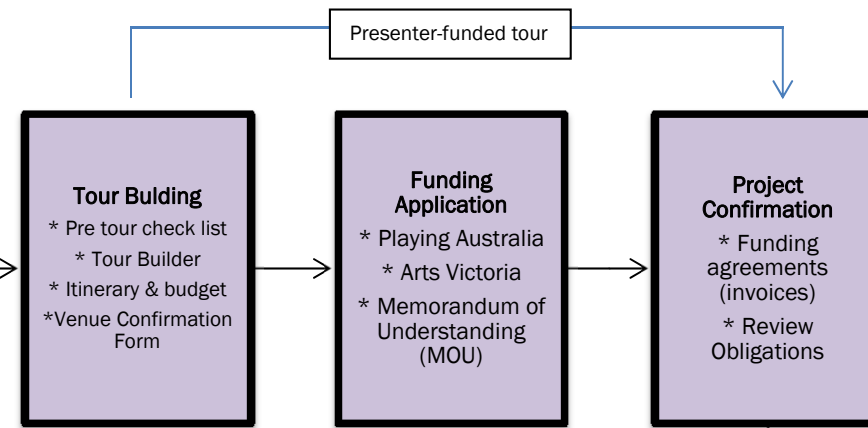 Presenter-funded tour
Tour Bulding
* Pre tour check list
* Tour Builder
* Itinerary & budget
*Venue Confirmation
Form
Funding
Application
* Playing Australia
* Arts Victoria
* Memorandum of
Understanding
(MOU)
Project
Confirmation
* Funding
agreements
(invoices)
* Review
Obligations